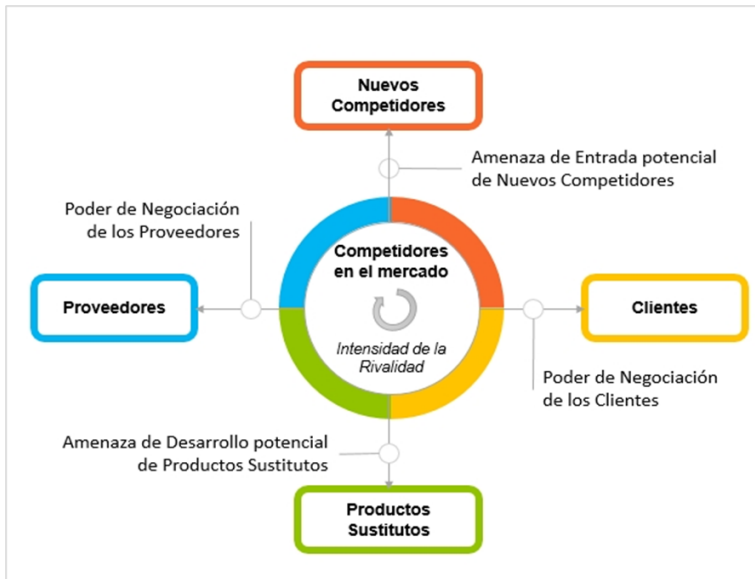 Nuevos
Competidores
Amenaza de Entrada potencial
de Nuevos Competidores
Poder de Negociación
de los Proveedores
Competidores
en el mercado
Proveedores
Clientes
Intensidad de la
Rivalidad
Poder de Negociación
de los Clientes
Amenaza de Desarrollo potencial
de Productos Sustitutos
Productos
Sustitutos